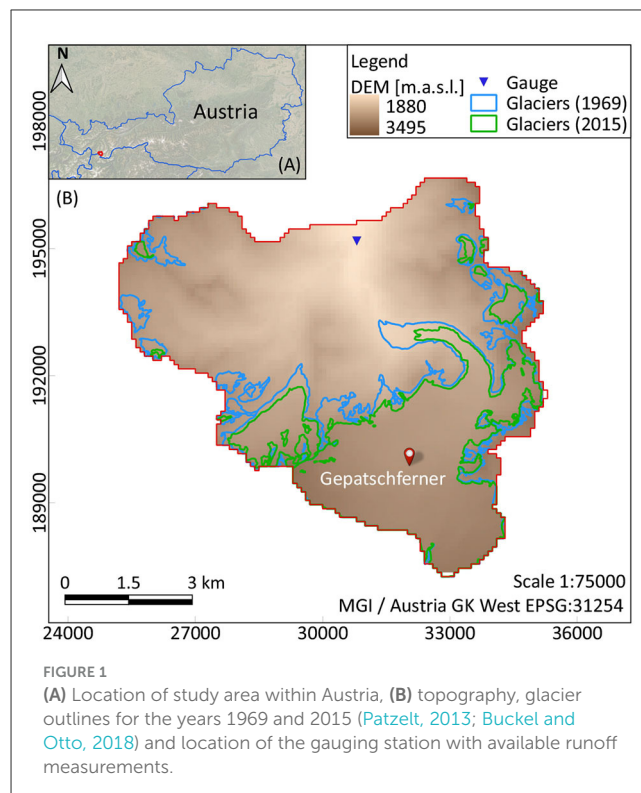 N
Austria
(A)
198000
Legend
DEM [m.a.s.l.]
1880
3495
Gauge
Glaciers (1969)
Glaciers (2015)
(B)
195000
192000
189000
Gepatschferner
0 1.5 3 km
Scale 1:75000
MGI / Austria GK West EPSG:31254
24000 27000 30000 33000 36000
FIGURE 1
(A) Location of study area within Austria, (B) topography, glacier
outlines for the years 1969 and 2015 (Patzelt, 2013; Buckel and
Otto, 2018) and location of the gauging station with available runoff
measurements.